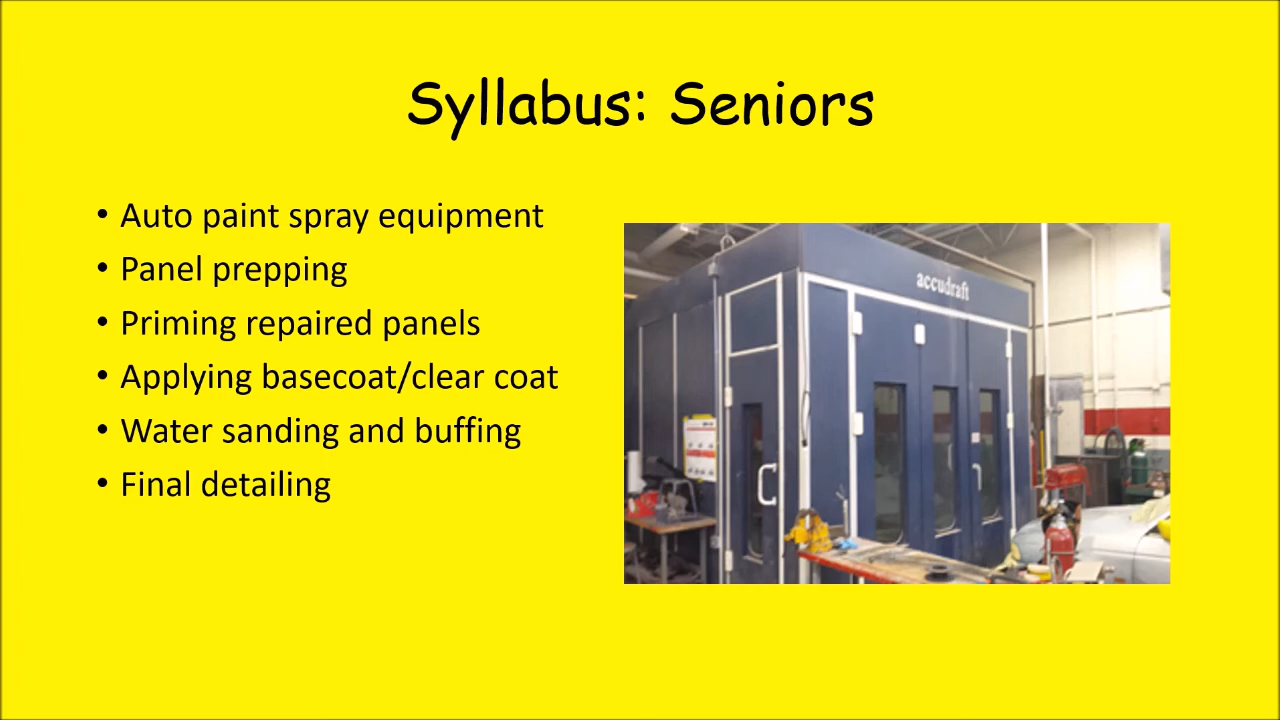 Syllabus: Seniors
• Auto paint spray equipment
• Panel prepping
• Priming repaired panels
• Applying basecoat/clear coat
• Water sanding and buffing
• Final detailing
accudraft